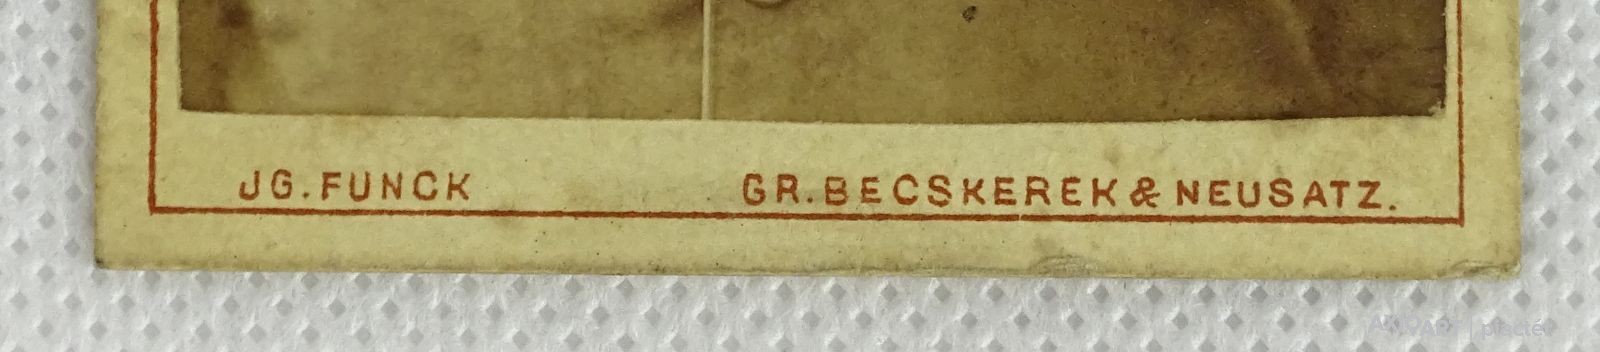 JG. FUNCK GR. BECSKEREK & NEUSATZ.